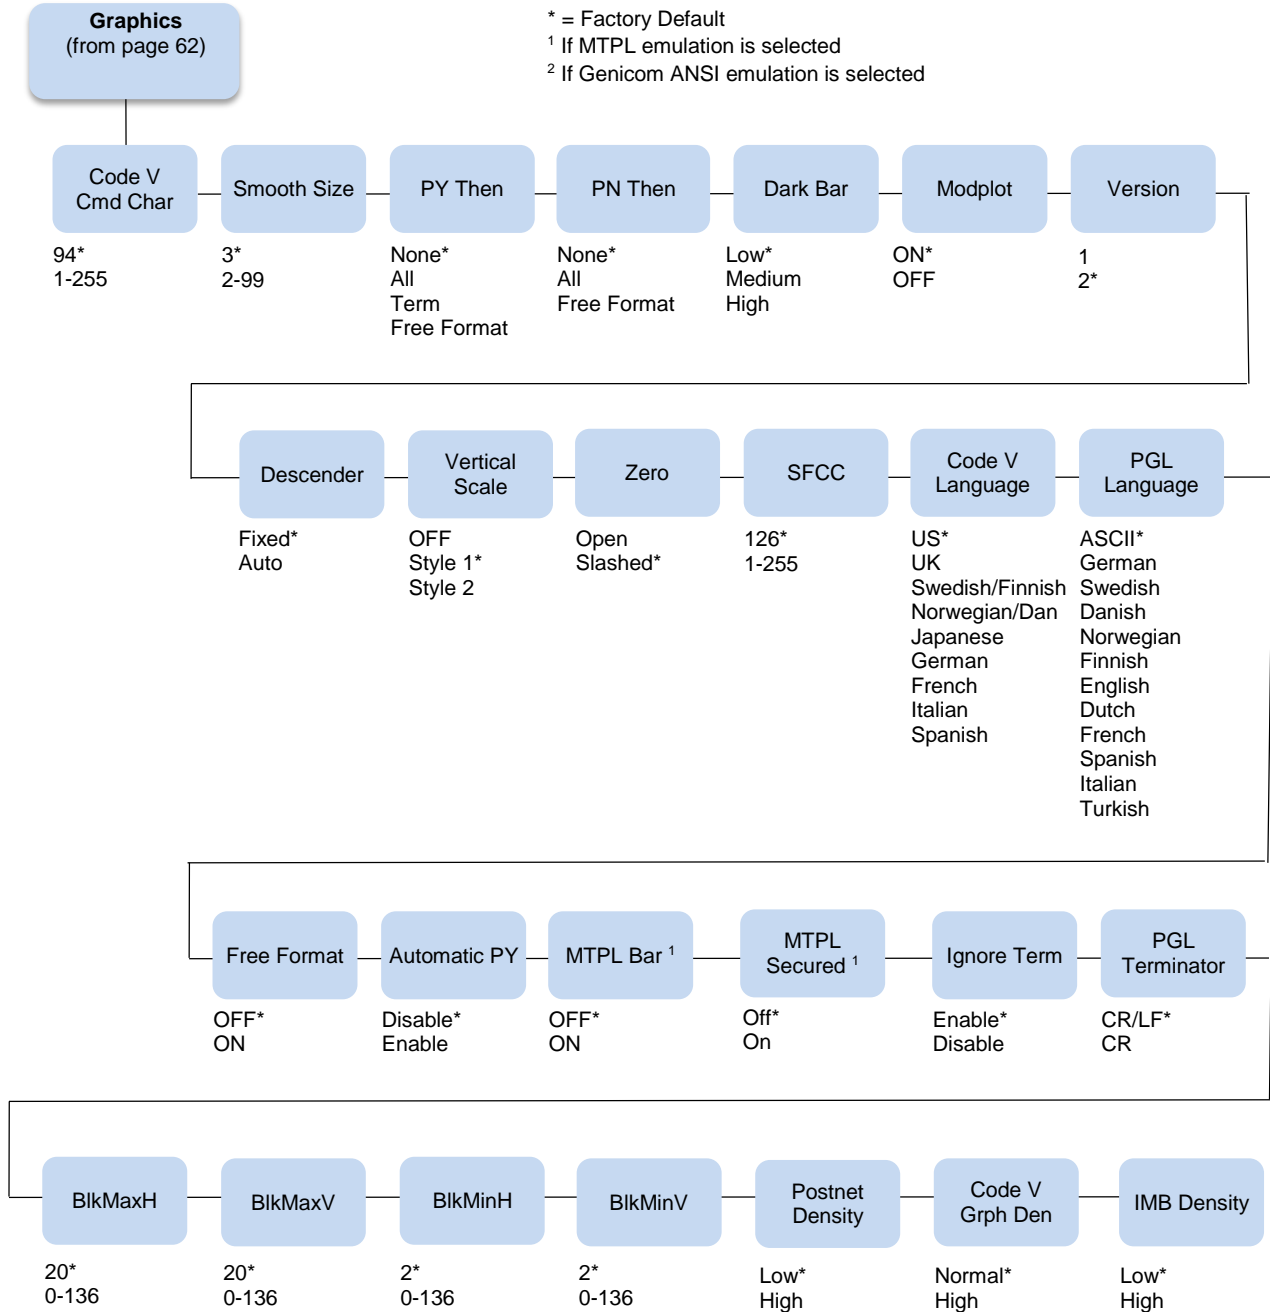 Graphics
(from page 62)
* = Factory Default
1 If MTPL emulation is selected
2 If Genicom ANSI emulation is selected
Code V
Cmd Char
94*
1-255
Smooth Size
3*
2-99
PY Then
None*
All
Term
Free Format
PN Then
None*
All
Free Format
Dark Bar
Low*
Medium
High
Modplot
ON*
OFF
Version
1
2*
Descender
Fixed*
Auto
Vertical
Scale
OFF
Style 1*
Style 2
Zero
Open
Slashed*
SFCC
126*
1-255
Code V
Language
US*
UK
Swedish/Finnish
Norwegian/Dan
Japanese
German
French
Italian
Spanish
PGL
Language
ASCII*
German
Swedish
Danish
Norwegian
Finnish
English
Dutch
French
Spanish
Italian
Turkish
Free Format
OFF*
ON
Automatic PY
Disable*
Enable
MTPL Bar 1
OFF*
ON
MTPL
Secured 1
Off*
On
Ignore Term
Enable*
Disable
PGL
Terminator
CR/LF*
CR
BlkMaxH
20*
0-136
BlkMaxV
20*
0-136
BlkMinH
2*
0-136
BlkMinV
2*
0-136
Postnet
Density
Low*
High
Code V
Grph Den
Normal*
High
IMB Density
Low*
High